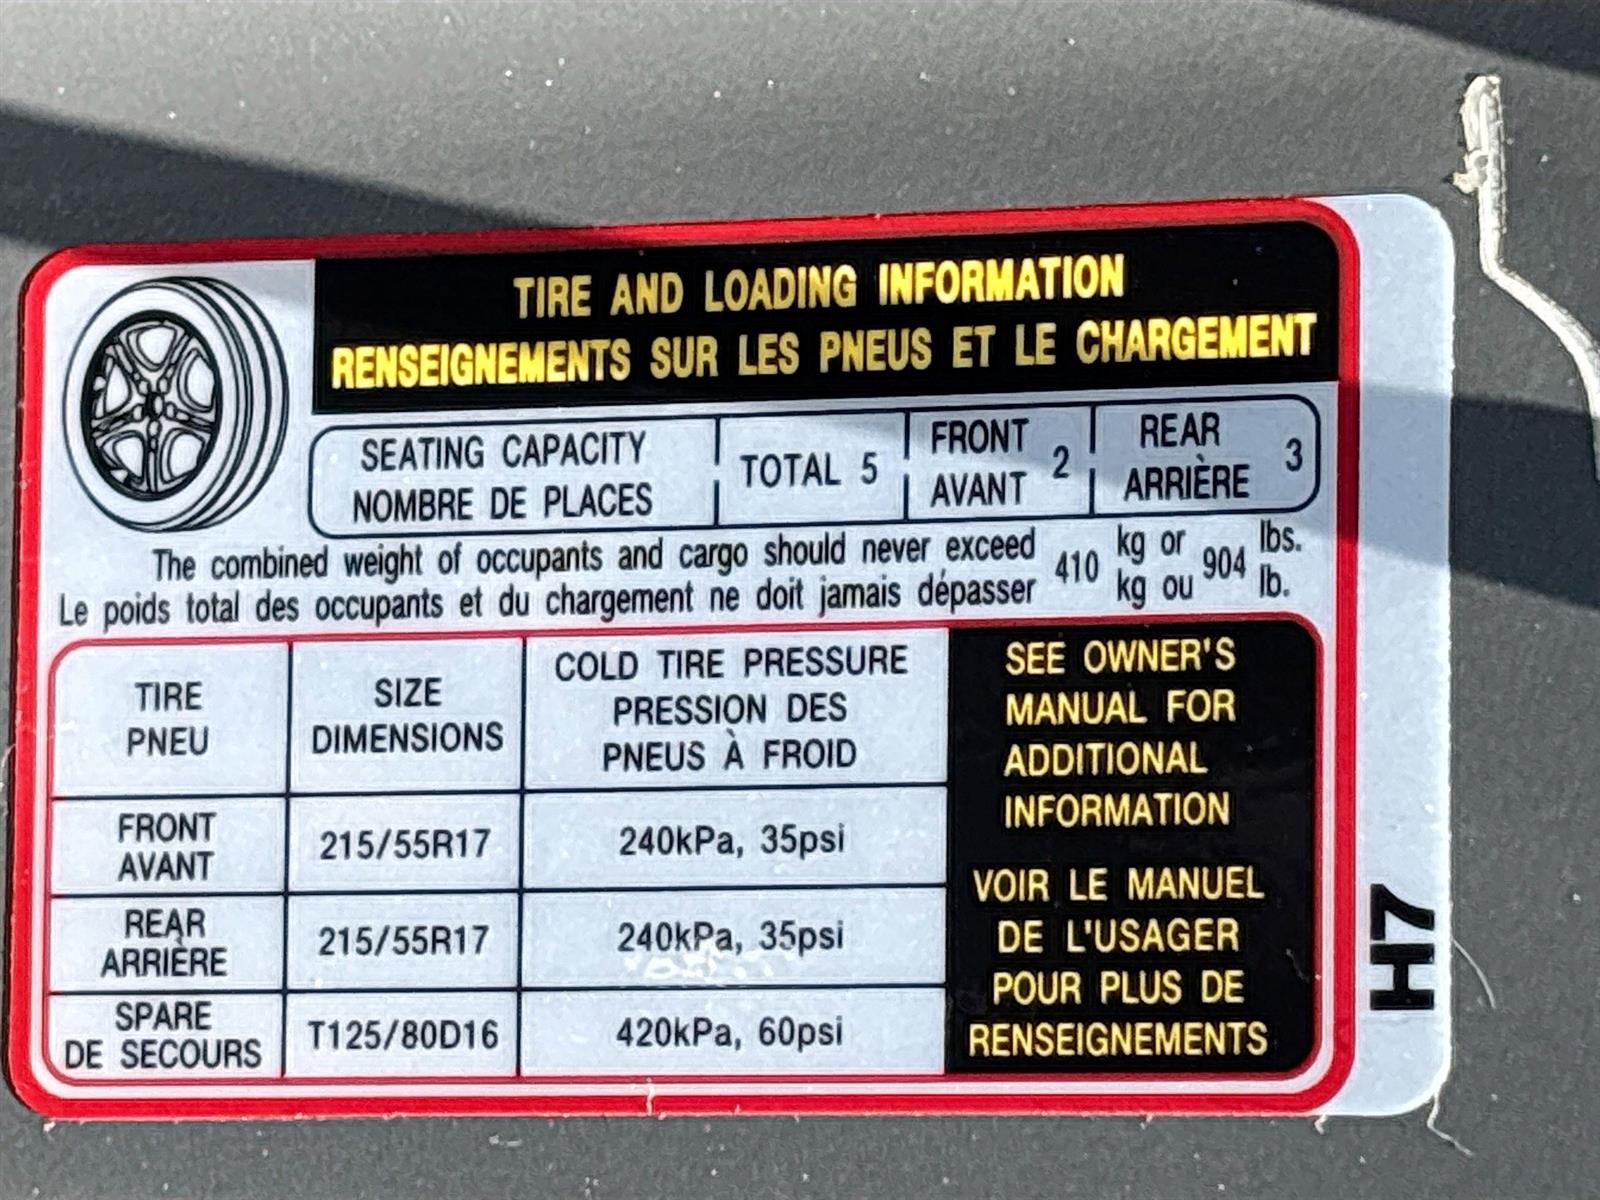 TIRE AND LOADING INFORMATION
RENSEIGNEMENTS SUR LES PNEUS ET LE CHARGEMENT
SEATING CAPACITY
NOMBRE DE PLACES
TOTAL 5
FRONT
AVANT
2
REAR
ARRIÈRE
3
The combined weight of occupants and cargo should never exceed 410 kg or 904 lbs.
Le poids total des occupants et du chargement ne doit jamais dépasser kg ou lb.
TIRE
PNEU
SIZE
DIMENSIONS
COLD TIRE PRESSURE
PRESSION DES
PNEUS À FROID
FRONT
AVANT
215/55R17
240kPa, 35psi
REAR
ARRIÈRE
215/55R17
240kPa, 35psi
SPARE
DE SECOURS
T125/80D16
420kPa, 60psi
SEE OWNER'S
MANUAL FOR
ADDITIONAL
INFORMATION
VOIR LE MANUEL
DE L'USAGER
POUR PLUS DE
RENSEIGNEMENTS
H7